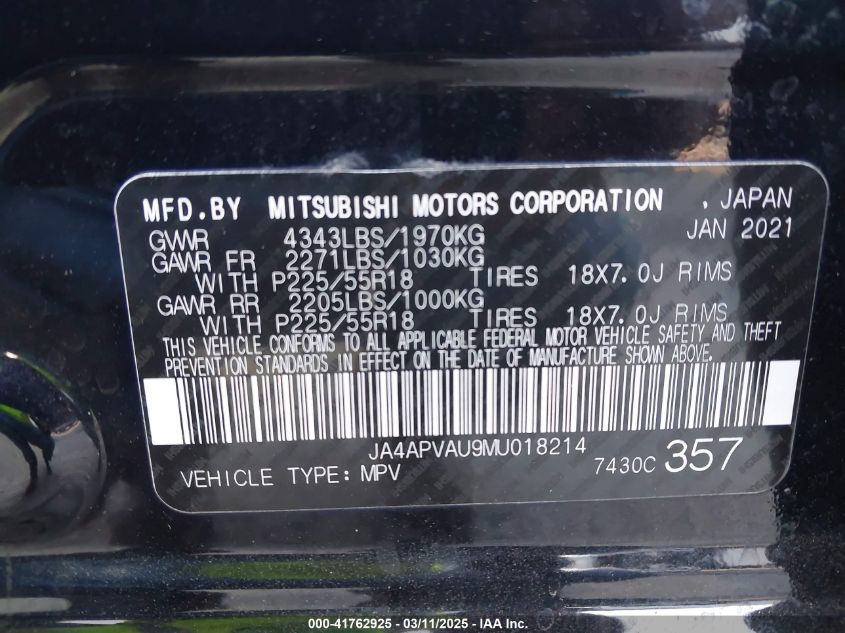 MFD.BY MITSUBISHI MOTORS CORPORATION , JAPAN
GVWR 4343LBS/1970KG JAN 2021
GAWR FR 2271LBS/1030KG
WITH P225/55R18 TIRES 18X7.0J RIMS
GAWR RR 2205LBS/1000KG
WITH P225/55R18 TIRES 18X7.0J RIMS
THIS VEHICLE CONFORMS TO ALL APPLICABLE FEDERAL MOTOR VEHICLE SAFETY AND THEFT
PREVENTION STANDARDS IN EFFECT ON THE DATE OF MANUFACTURE SHOWN ABOVE.
JA4APVAU9MU018214
VEHICLE TYPE: MPV 7430C 357
000-41762925 - 03/11/2025 - IAA Inc.